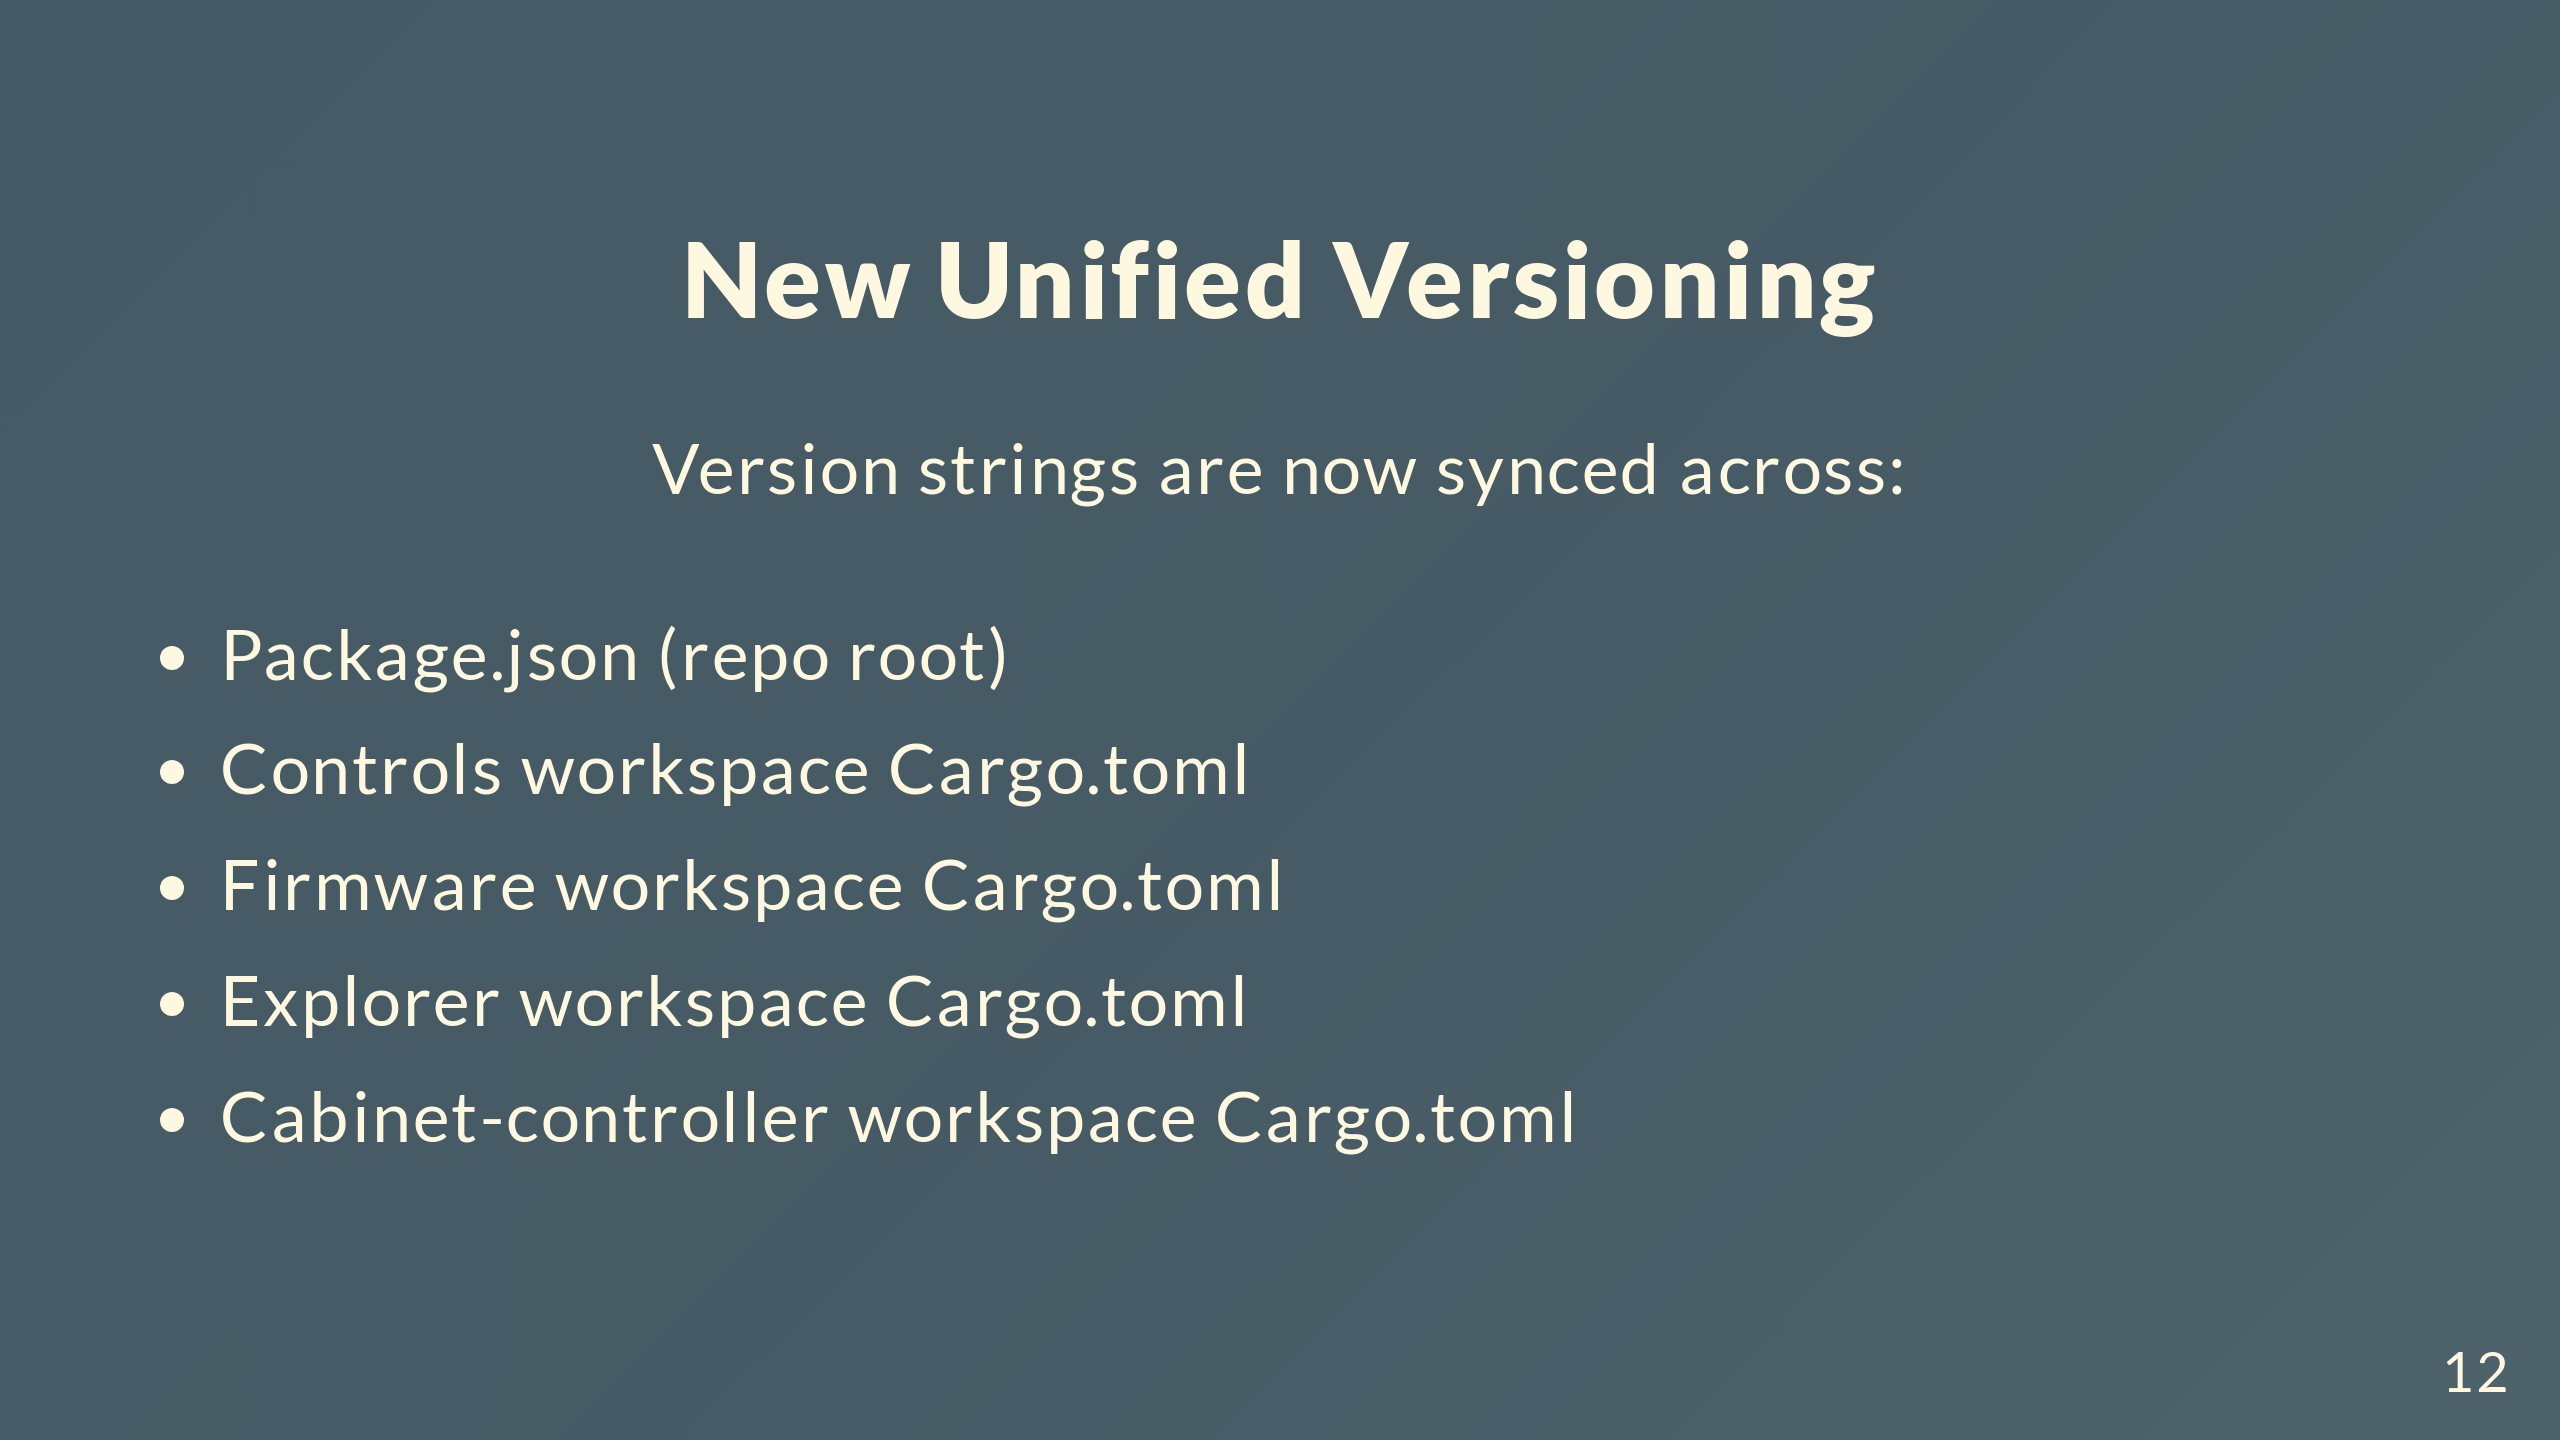 New Unified Versioning
Version strings are now synced across:
• Package.json (repo root)
• Controls workspace Cargo.toml
• Firmware workspace Cargo.toml
• Explorer workspace Cargo.toml
• Cabinet-controller workspace Cargo.toml
12